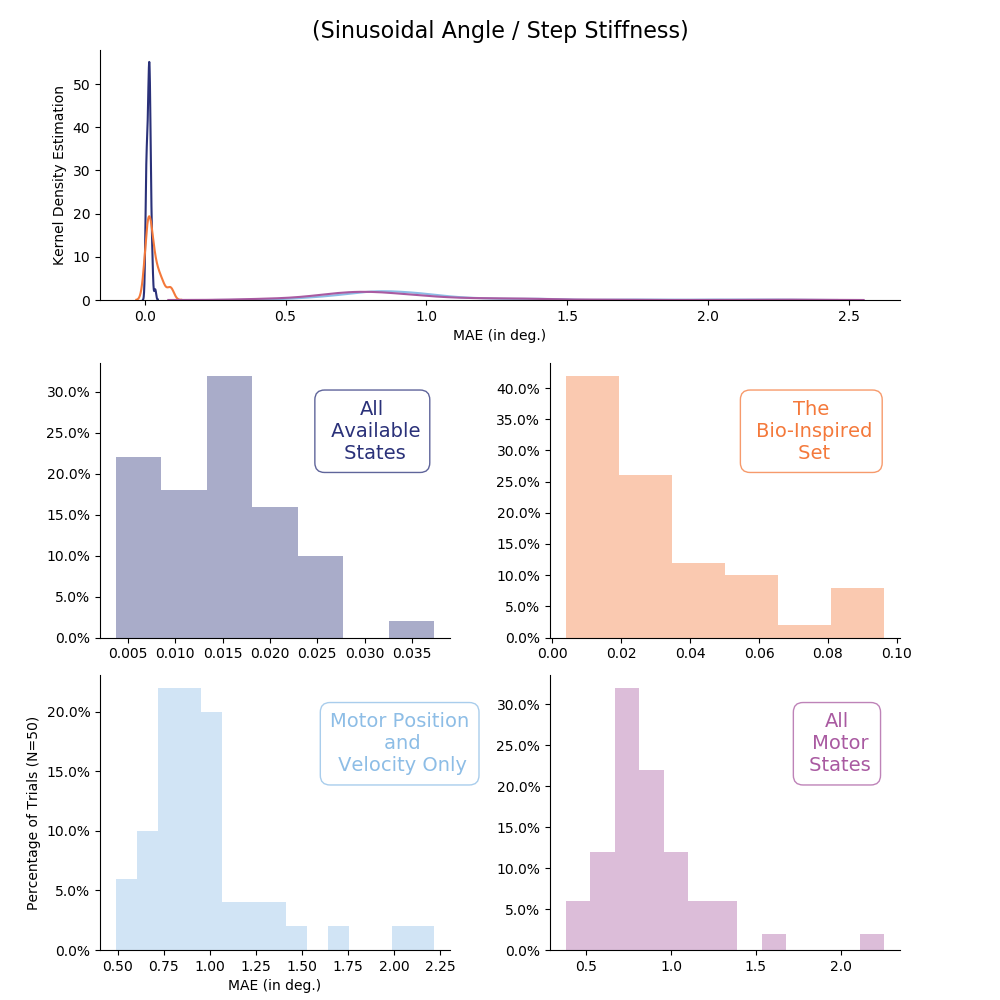 (Sinusoidal Angle / Step Stiffness)
Kernel Density Estimation
50
40
30
20
10
0
0.0 0.5 1.0 1.5 2.0 2.5
MAE (in deg.)
All
Available
States
30.0%
25.0%
20.0%
15.0%
10.0%
5.0%
0.0%
0.005 0.010 0.015 0.020 0.025 0.030 0.035
The
Bio-Inspired
Set
40.0%
35.0%
30.0%
25.0%
20.0%
15.0%
10.0%
5.0%
0.0%
0.00 0.02 0.04 0.06 0.08 0.10
Motor Position
and
Velocity Only
Percentage of Trials (N=50)
20.0%
15.0%
10.0%
5.0%
0.0%
0.50 0.75 1.00 1.25 1.50 1.75 2.00 2.25
MAE (in deg.)
All
Motor
States
30.0%
25.0%
20.0%
15.0%
10.0%
5.0%
0.0%
0.5 1.0 1.5 2.0